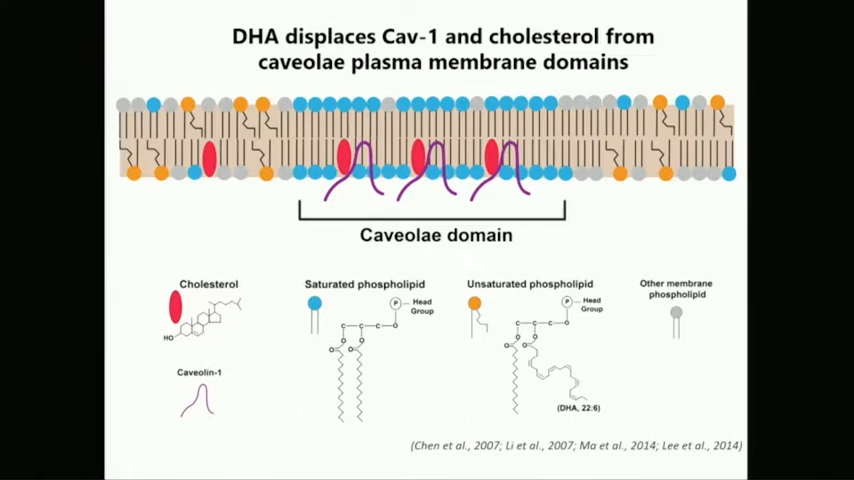 DHA displaces Cav-1 and cholesterol from
caveolae plasma membrane domains
Caveolae domain
Cholesterol
HO
Caveolin-1
Saturated phospholipid
P
Head
Group
C C C
O O O
O O
Unsaturated phospholipid
P
Head
Group
C C C
O O O
O O
(DHA, 22:6)
Other membrane
phospholipid
(Chen et al., 2007; Li et al., 2007; Ma et al., 2014; Lee et al., 2014)